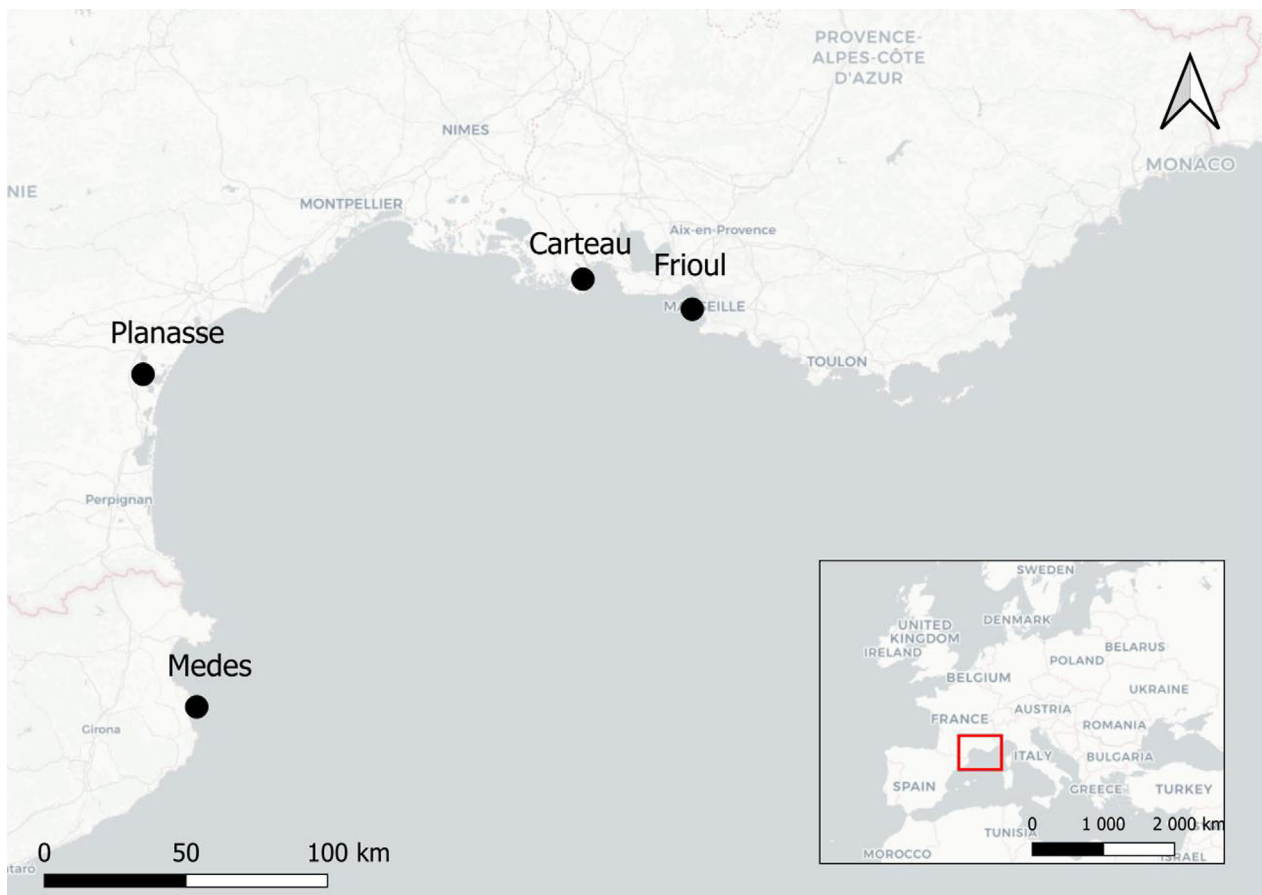 PROVENCE-
ALPES-CÔTE
D'AZUR
NIMES
MONACO
NIE
MONTPELLIER
Aix-en-Provence
Carteau
Frioul
MARSEILLE
Planasse
TOULON
Perpignan
Medes
Girona
taró
0 50 100 km
SWEDEN
DENMARK
UNITED
KINGDOM
IRELAND
BELARUS
POLAND
BELGIUM
UKRAINE
AUSTRIA
FRANCE
ROMANIA
ITALY
BULGARIA
SPAIN
GREECE
TURKEY
0 1 000 2 000 km
TUNISIA
MOROCCO
ISRAEL